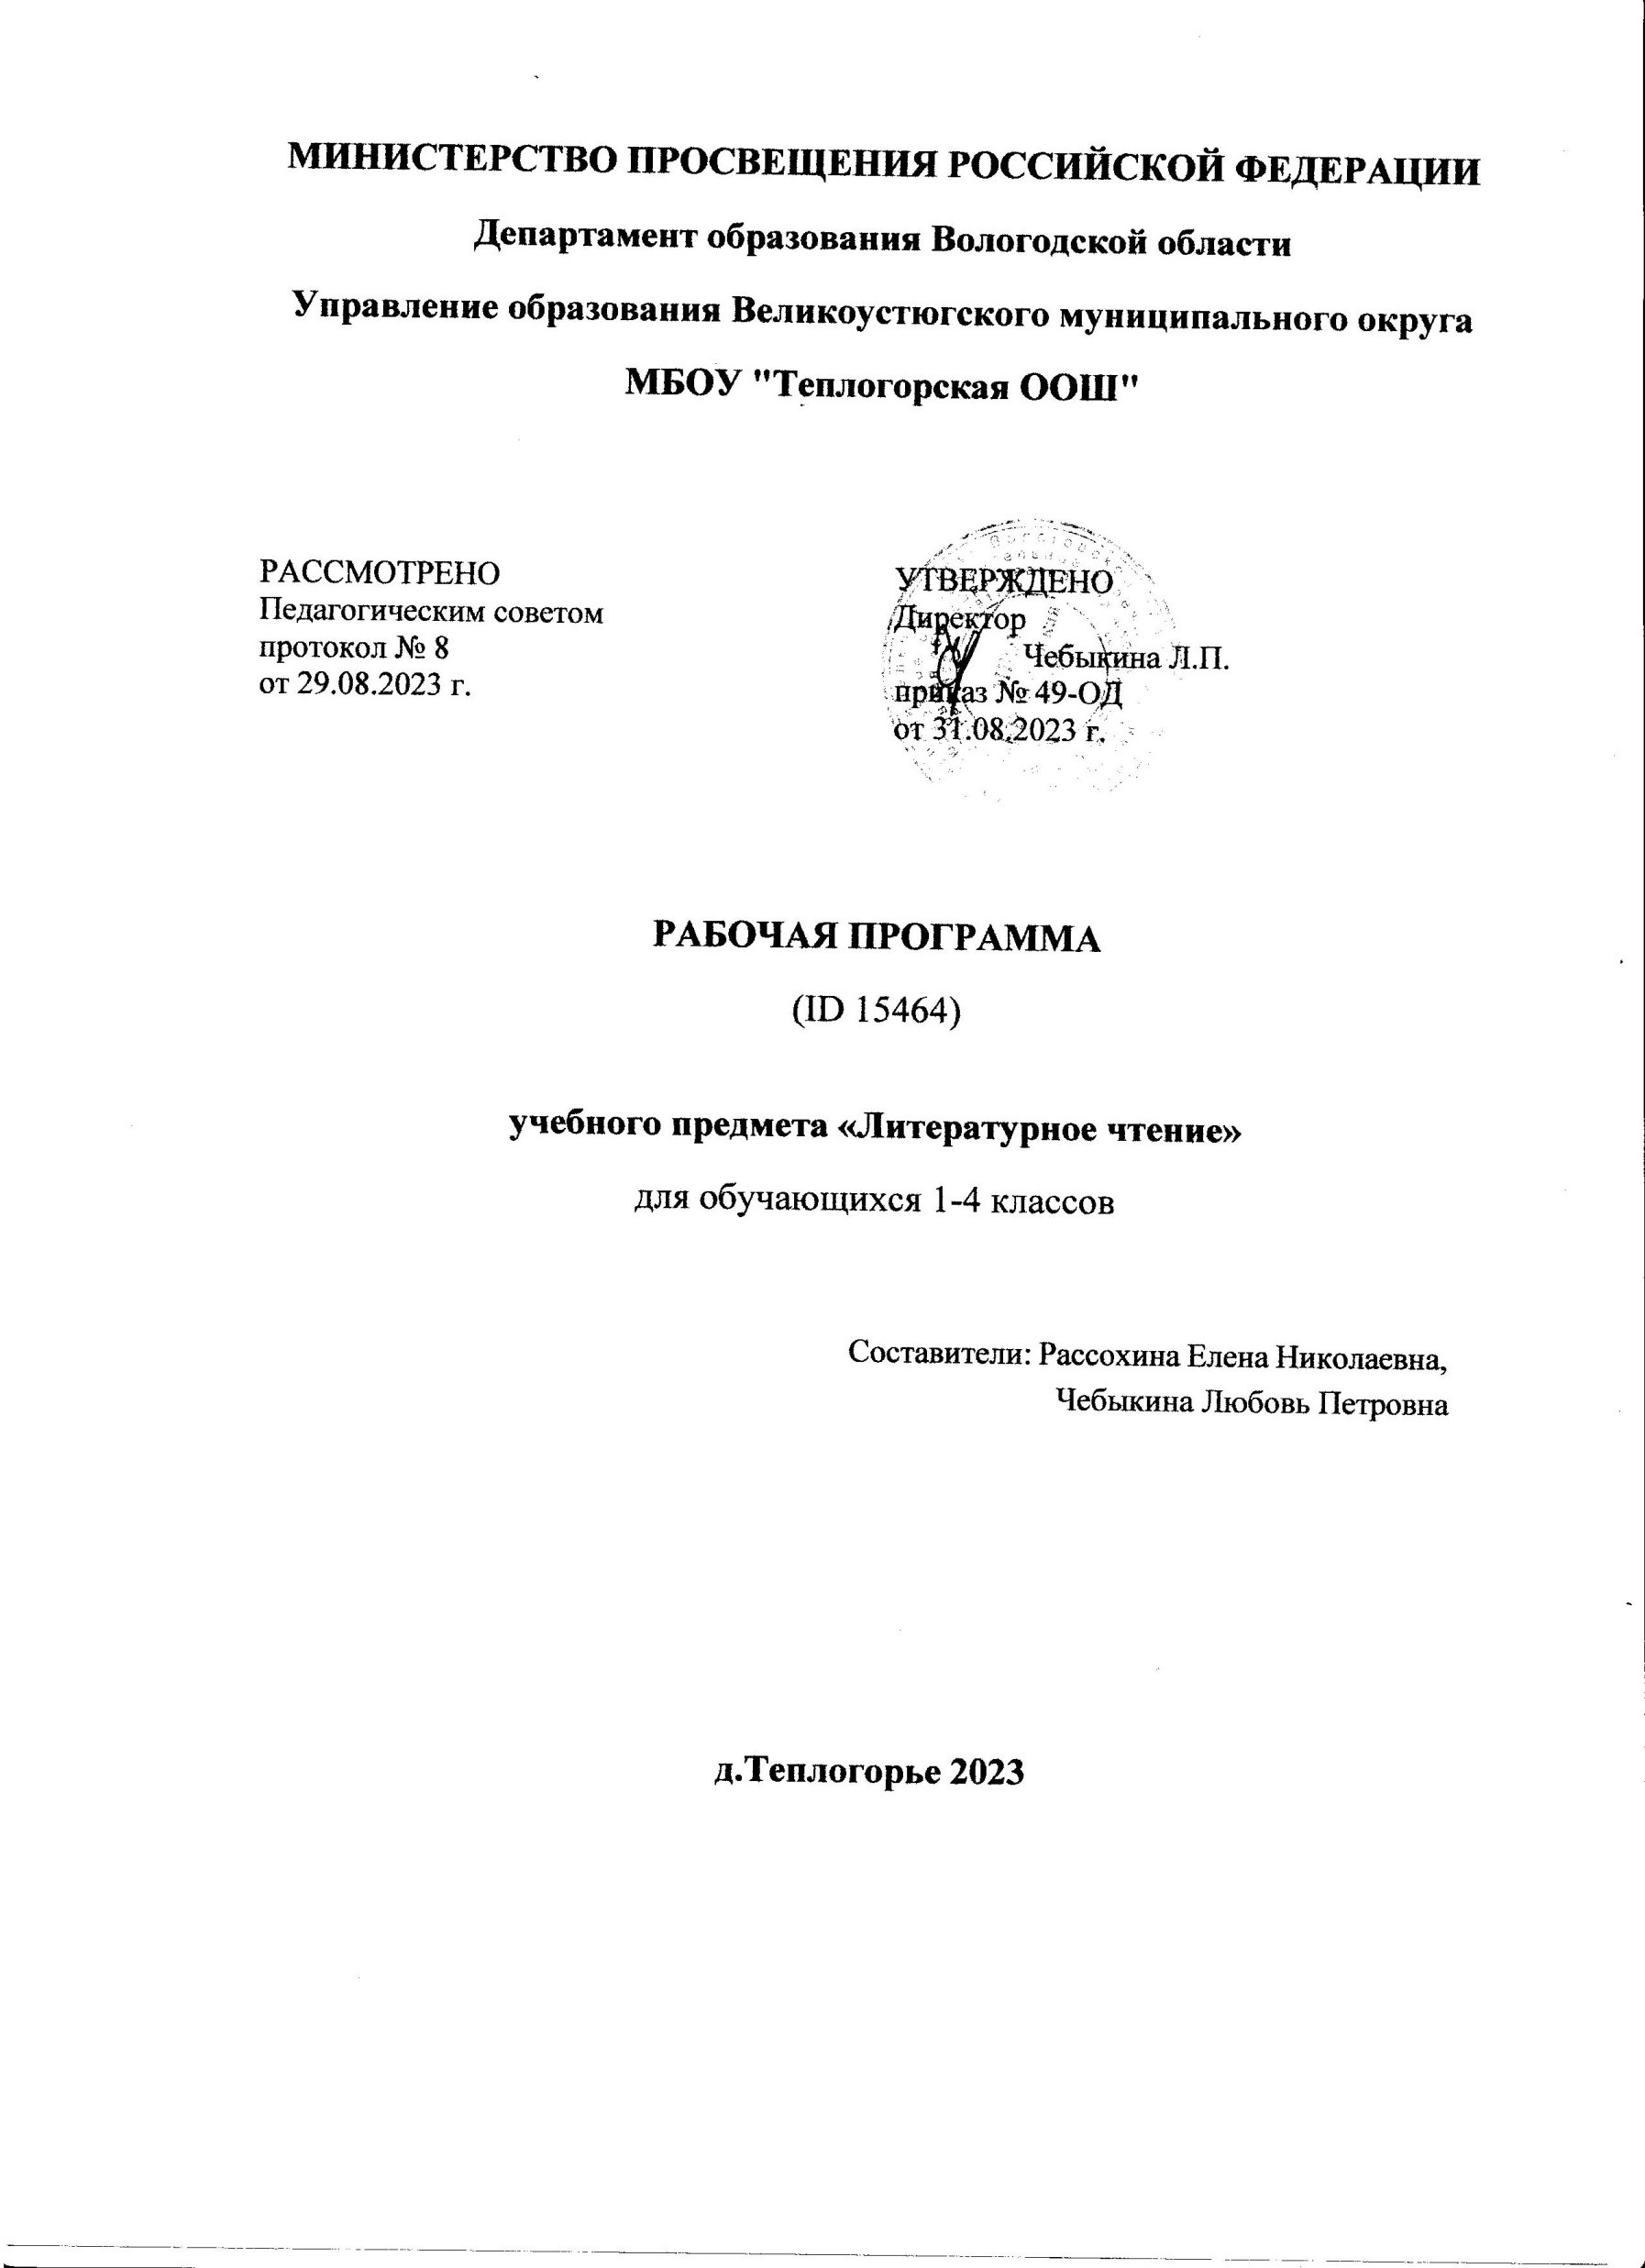 МИНИСТЕРСТВО ПРОСВЕЩЕНИЯ РОССИЙСКОЙ ФЕДЕРАЦИИ
Департамент образования Вологодской области
Управление образования Великоустюгского муниципального округа
МБОУ "Теплогорская ООШ"
РАССМОТРЕНО
Педагогическим советом
протокол № 8
от 29.08.2023 г.
УТВЕРЖДЕНО
Директор
Чебыкина Л.П.
приказ № 49-ОД
от 31.08.2023 г.
РАБОЧАЯ ПРОГРАММА
(ID 15464)
учебного предмета «Литературное чтение»
для обучающихся 1-4 классов
Составители: Рассохина Елена Николаевна,
Чебыкина Любовь Петровна
д.Теплогорье 2023